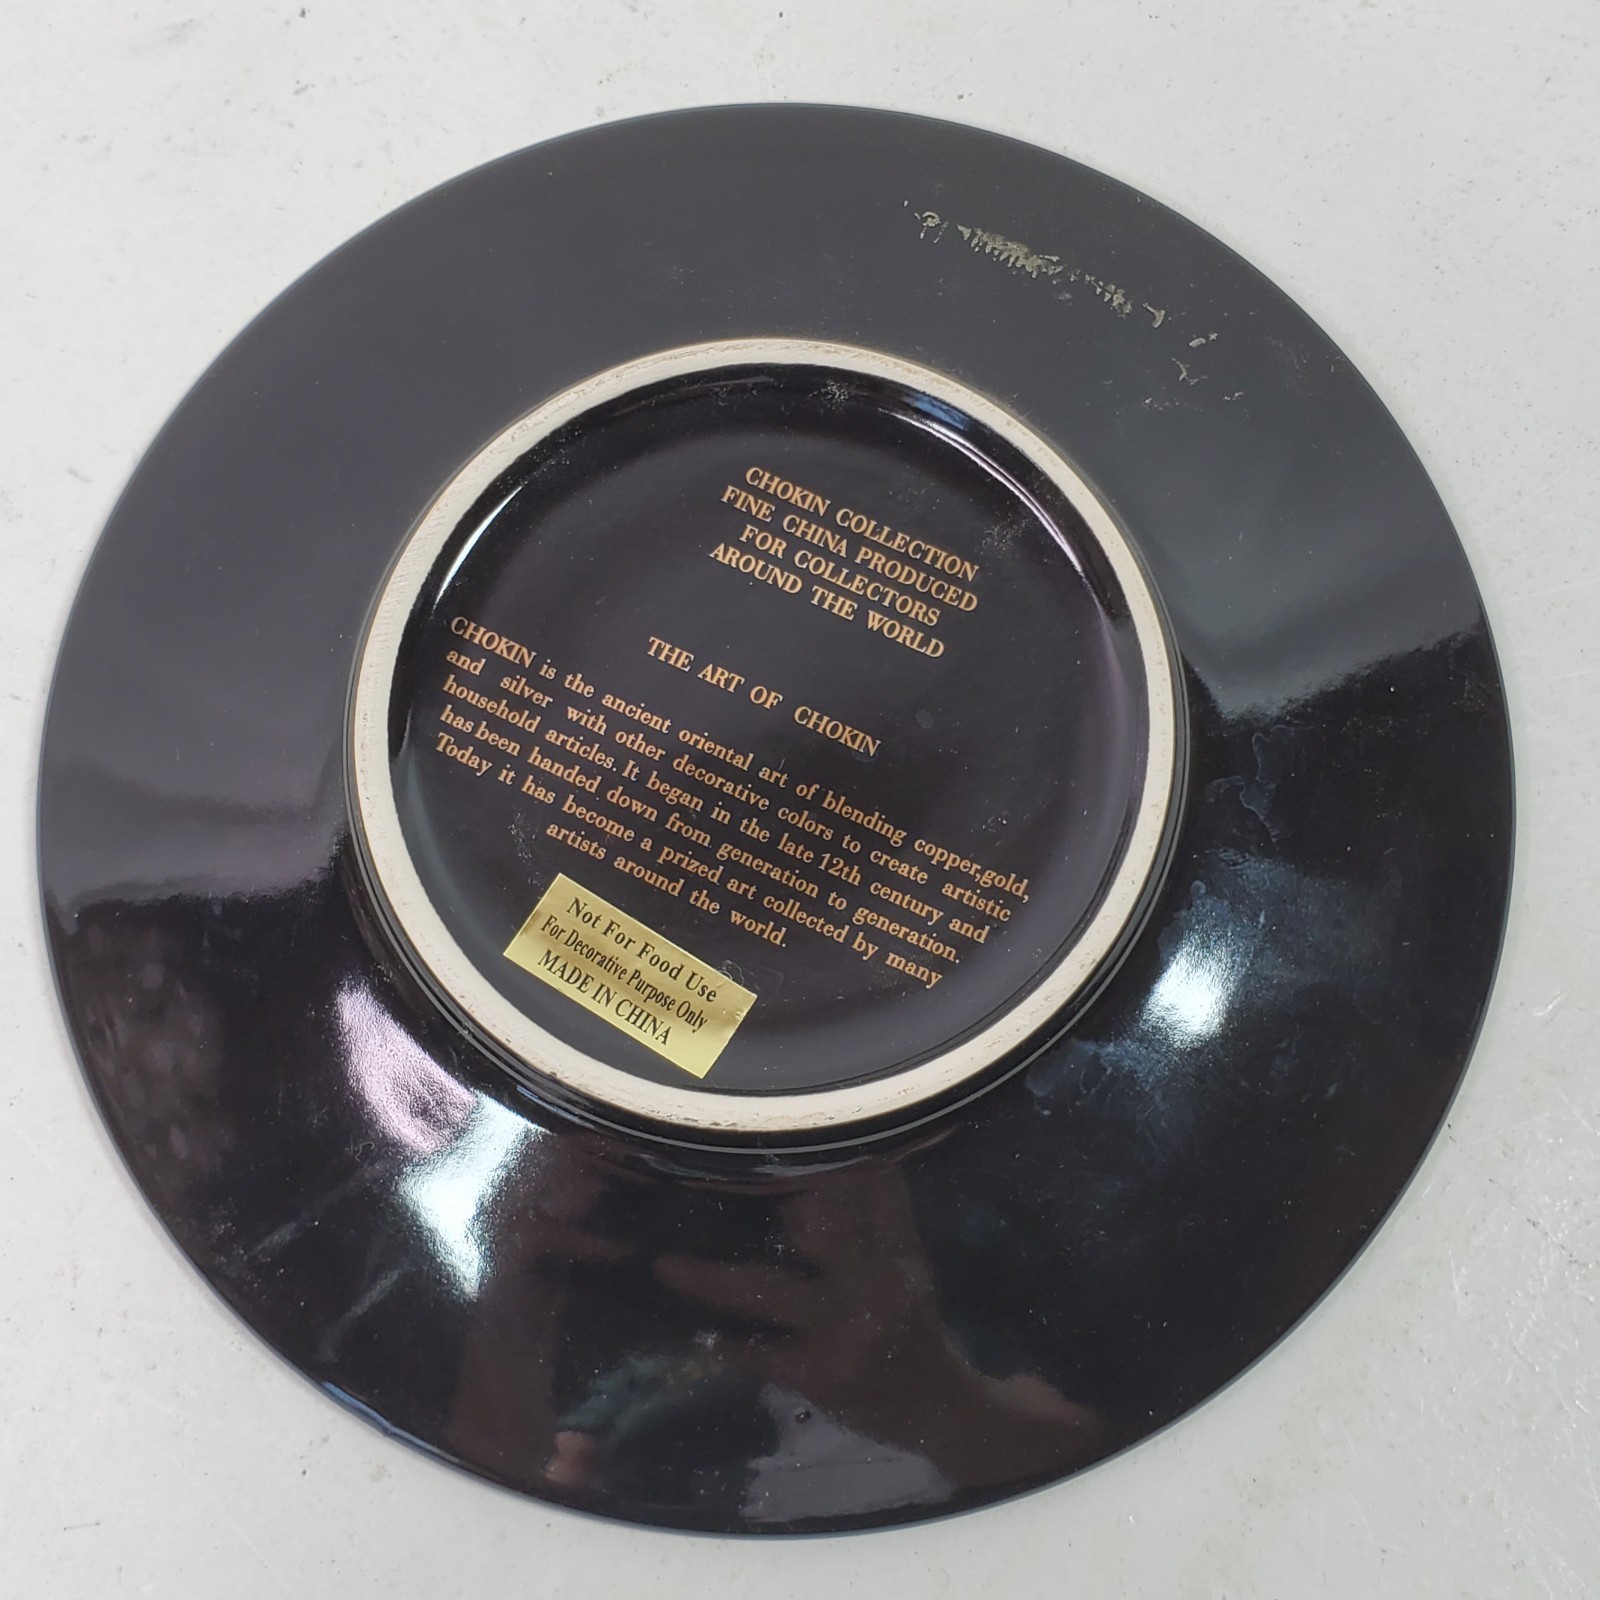 CHOKIN COLLECTION
FINE CHINA PRODUCED
FOR COLLECTORS
AROUND THE WORLD
THE ART OF CHOKIN
CHOKIN is the ancient oriental art of blending copper,gold,
and silver with other decorative colors to create artistic
household articles. It began in the late 12th century and
has been handed down from generation to generation.
Today it has become a prized art collected by many
artists around the world.
Not For Food Use
For Decorative Purpose Only
MADE IN CHINA